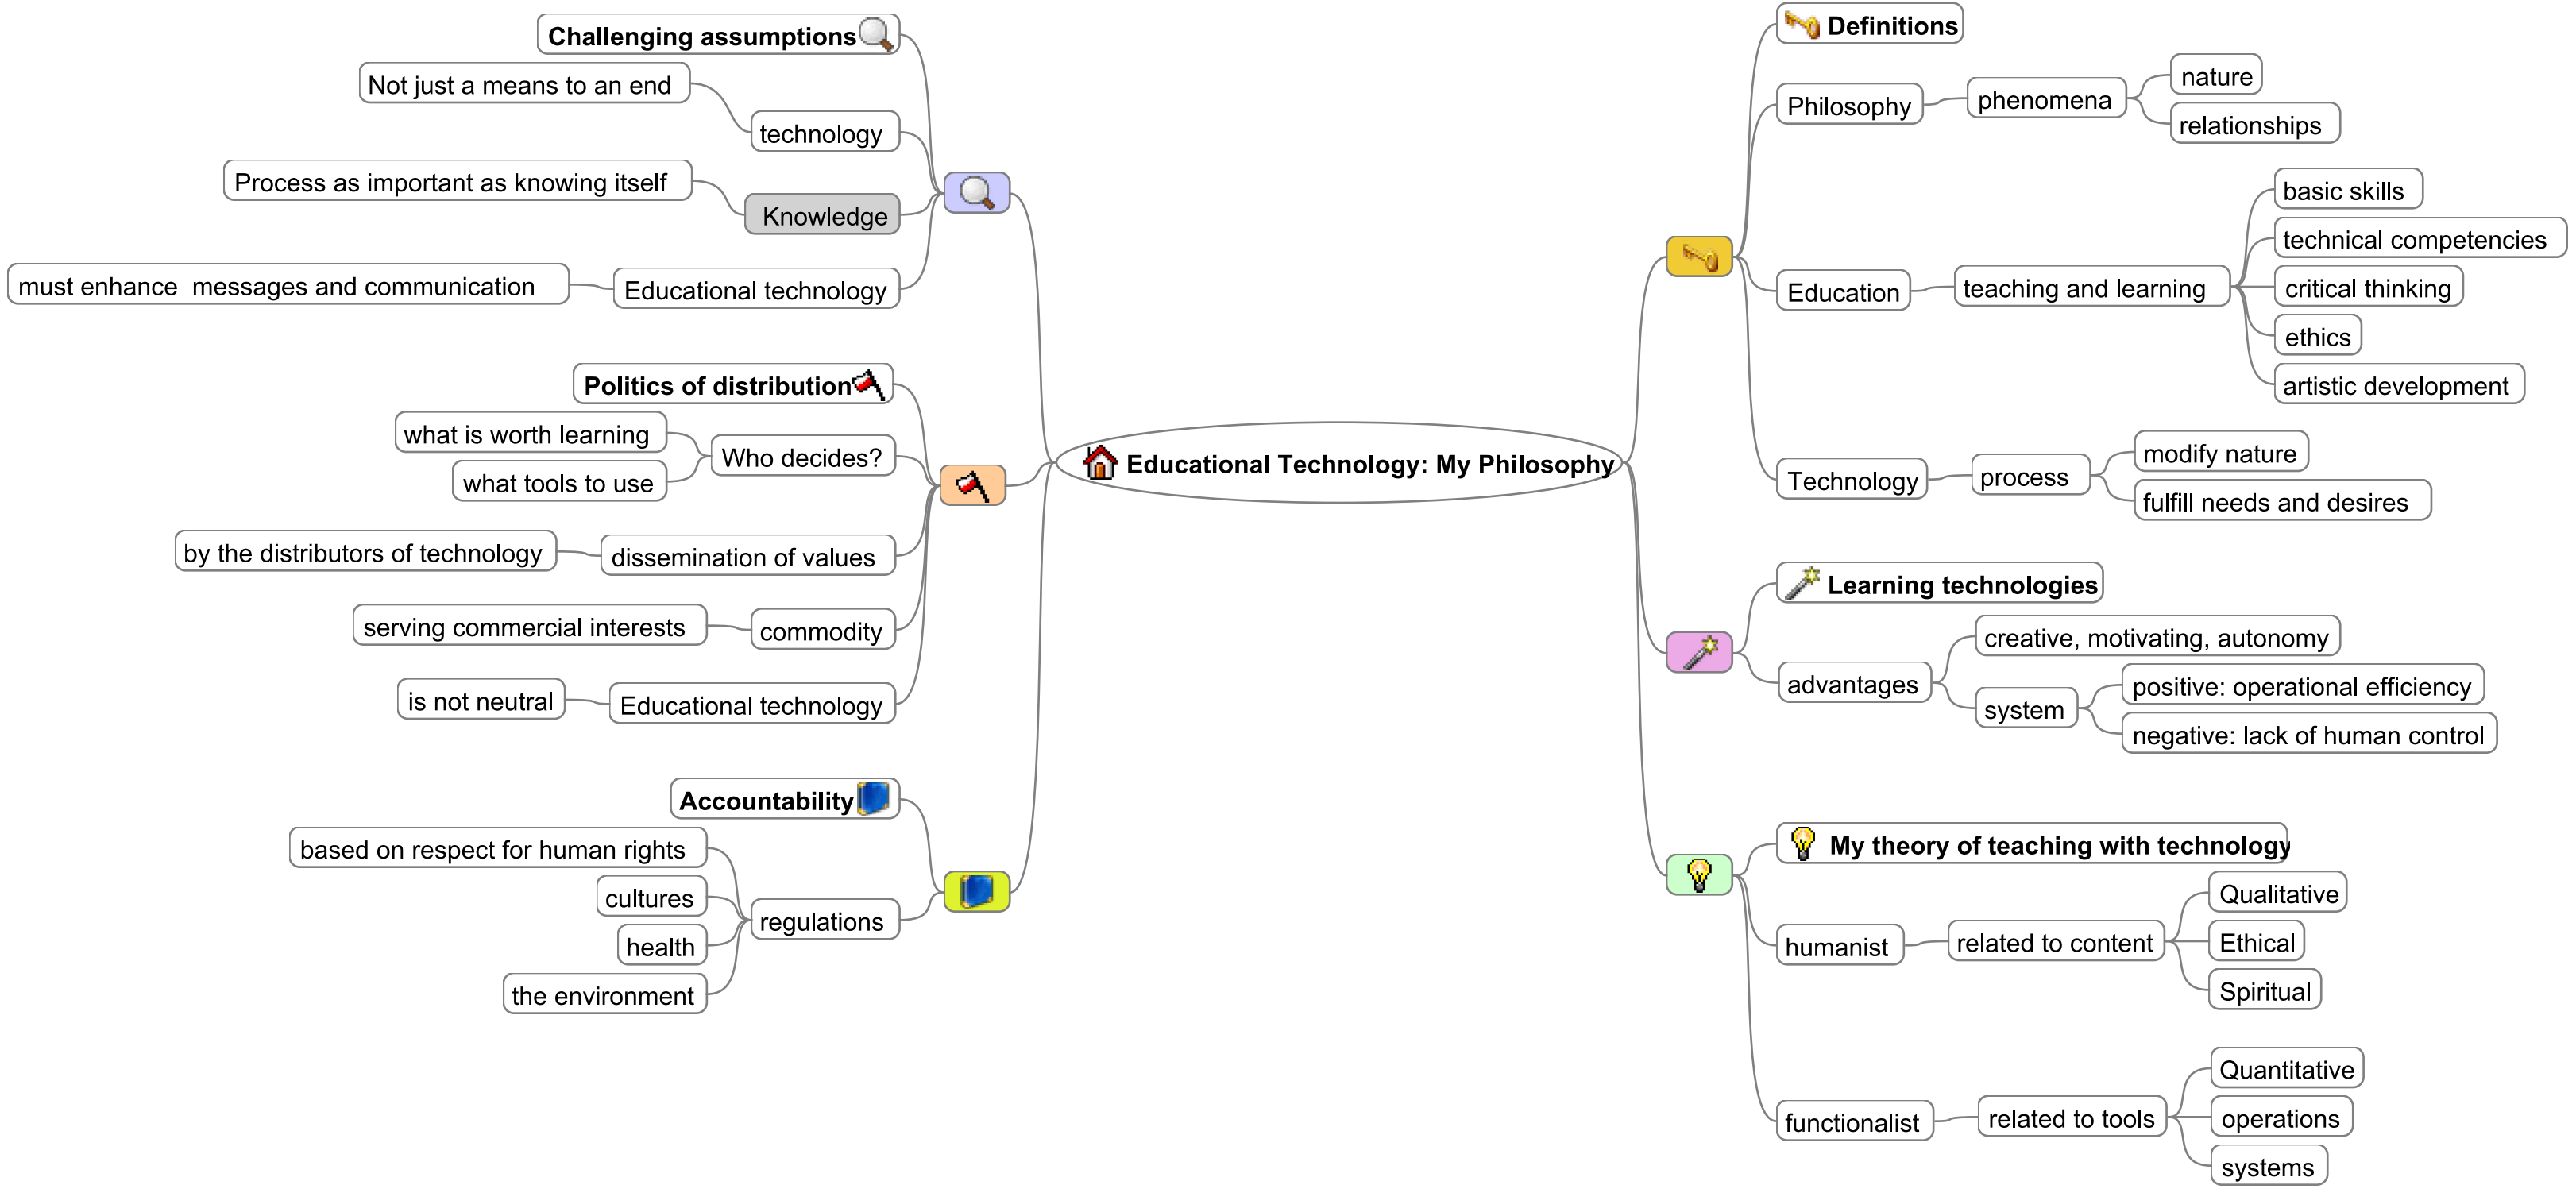 Educational Technology: My Philosophy
Challenging assumptions
Not just a means to an end
technology
Process as important as knowing itself
Knowledge
must enhance  messages and communication
Educational technology
Politics of distribution
what is worth learning
what tools to use
Who decides?
by the distributors of technology
dissemination of values
serving commercial interests
commodity
is not neutral
Educational technology
Accountability
based on respect for human rights
cultures
health
the environment
regulations
Definitions
Philosophy
phenomena
nature
relationships
Education
teaching and learning
basic skills
technical competencies
critical thinking
ethics
artistic development
Technology
process
modify nature
fulfill needs and desires
Learning technologies
advantages
creative, motivating, autonomy
system
positive: operational efficiency
negative: lack of human control
My theory of teaching with technology
humanist
related to content
Qualitative
Ethical
Spiritual
functionalist
related to tools
Quantitative
operations
systems